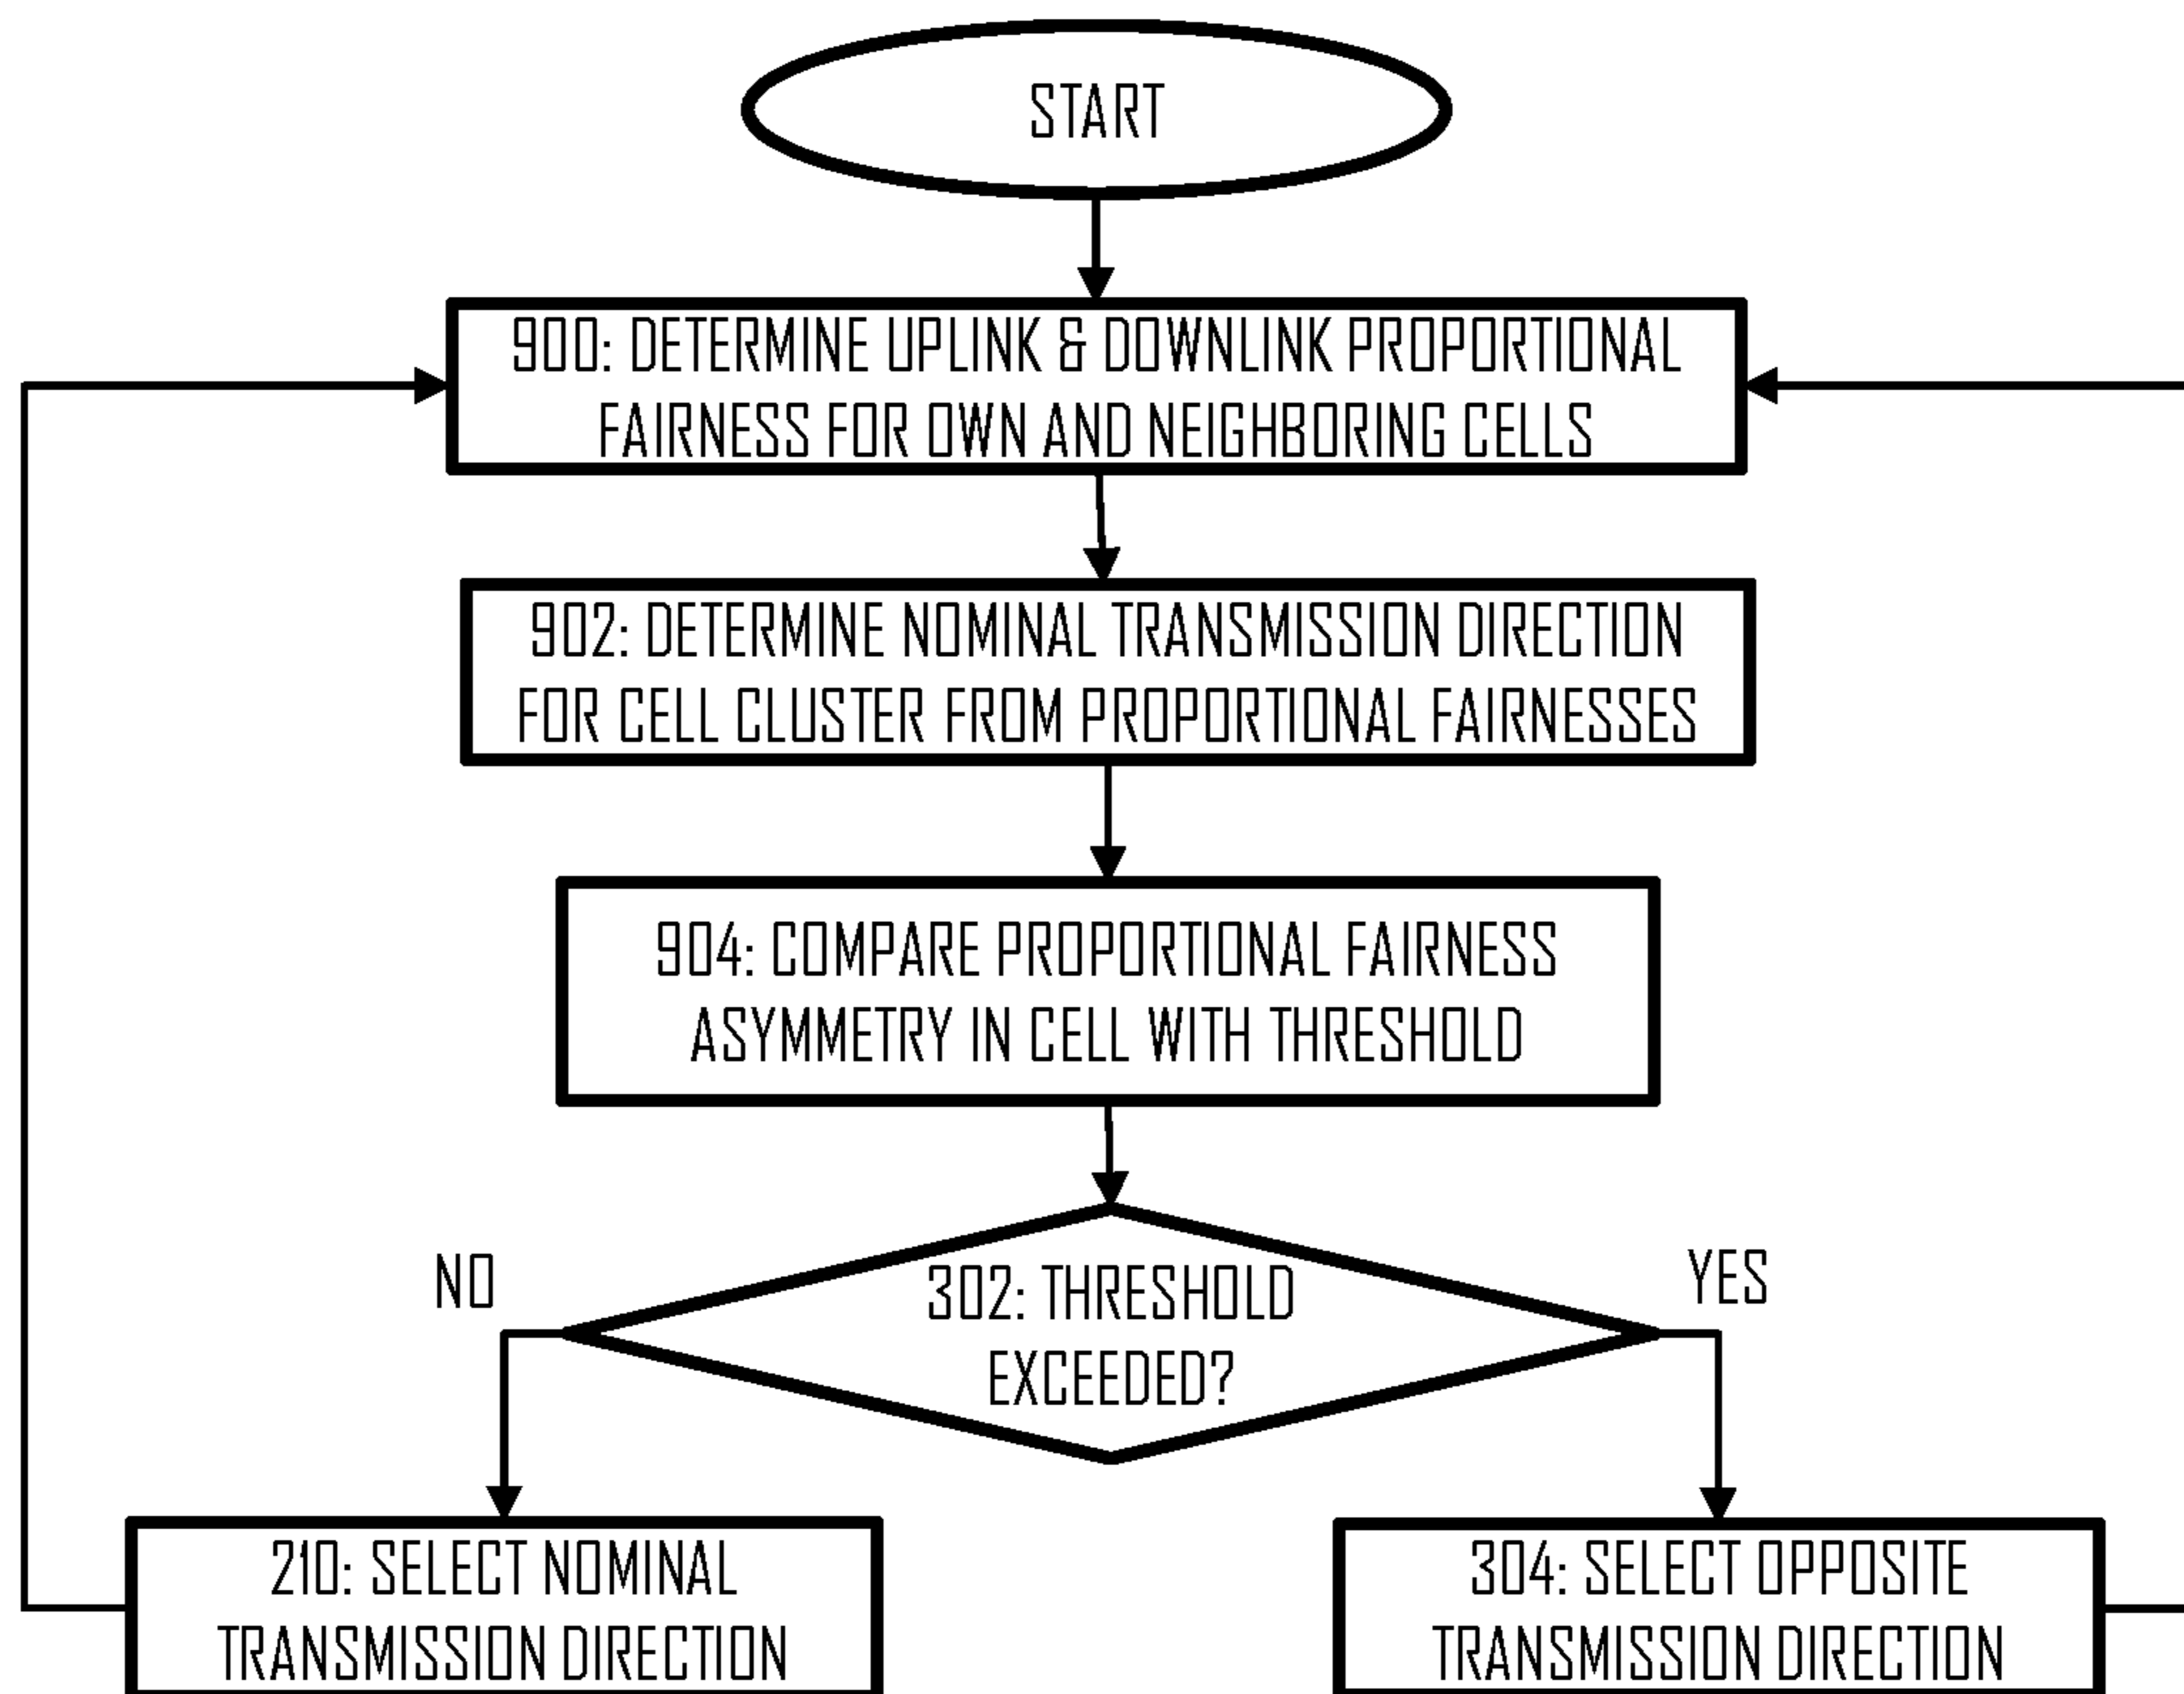 START
900: DETERMINE UPLINK & DOWNLINK PROPORTIONAL
FAIRNESS FOR OWN AND NEIGHBORING CELLS
902: DETERMINE NOMINAL TRANSMISSION DIRECTION
FOR CELL CLUSTER FROM PROPORTIONAL FAIRNESSES
904: COMPARE PROPORTIONAL FAIRNESS
ASYMMETRY IN CELL WITH THRESHOLD
NO
302: THRESHOLD
EXCEEDED?
YES
210: SELECT NOMINAL
TRANSMISSION DIRECTION
304: SELECT OPPOSITE
TRANSMISSION DIRECTION